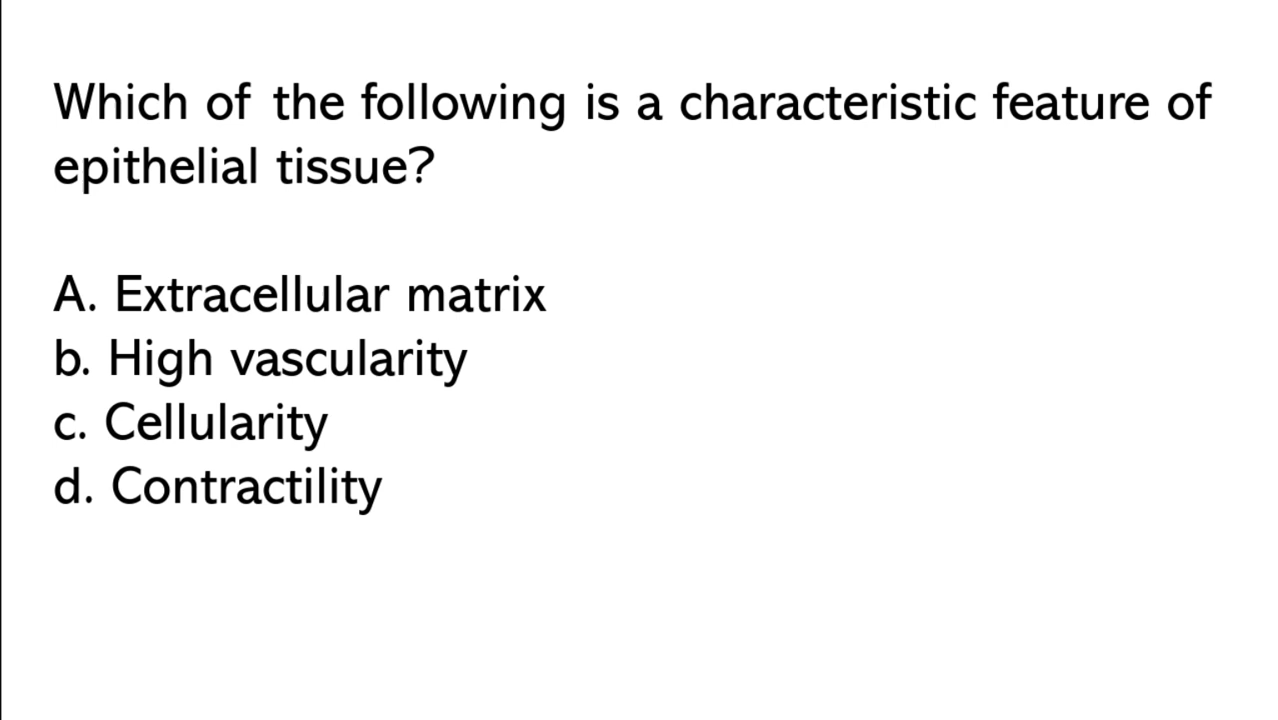 Which of the following is a characteristic feature of
epithelial tissue?
A. Extracellular matrix
b. High vascularity
c. Cellularity
d. Contractility